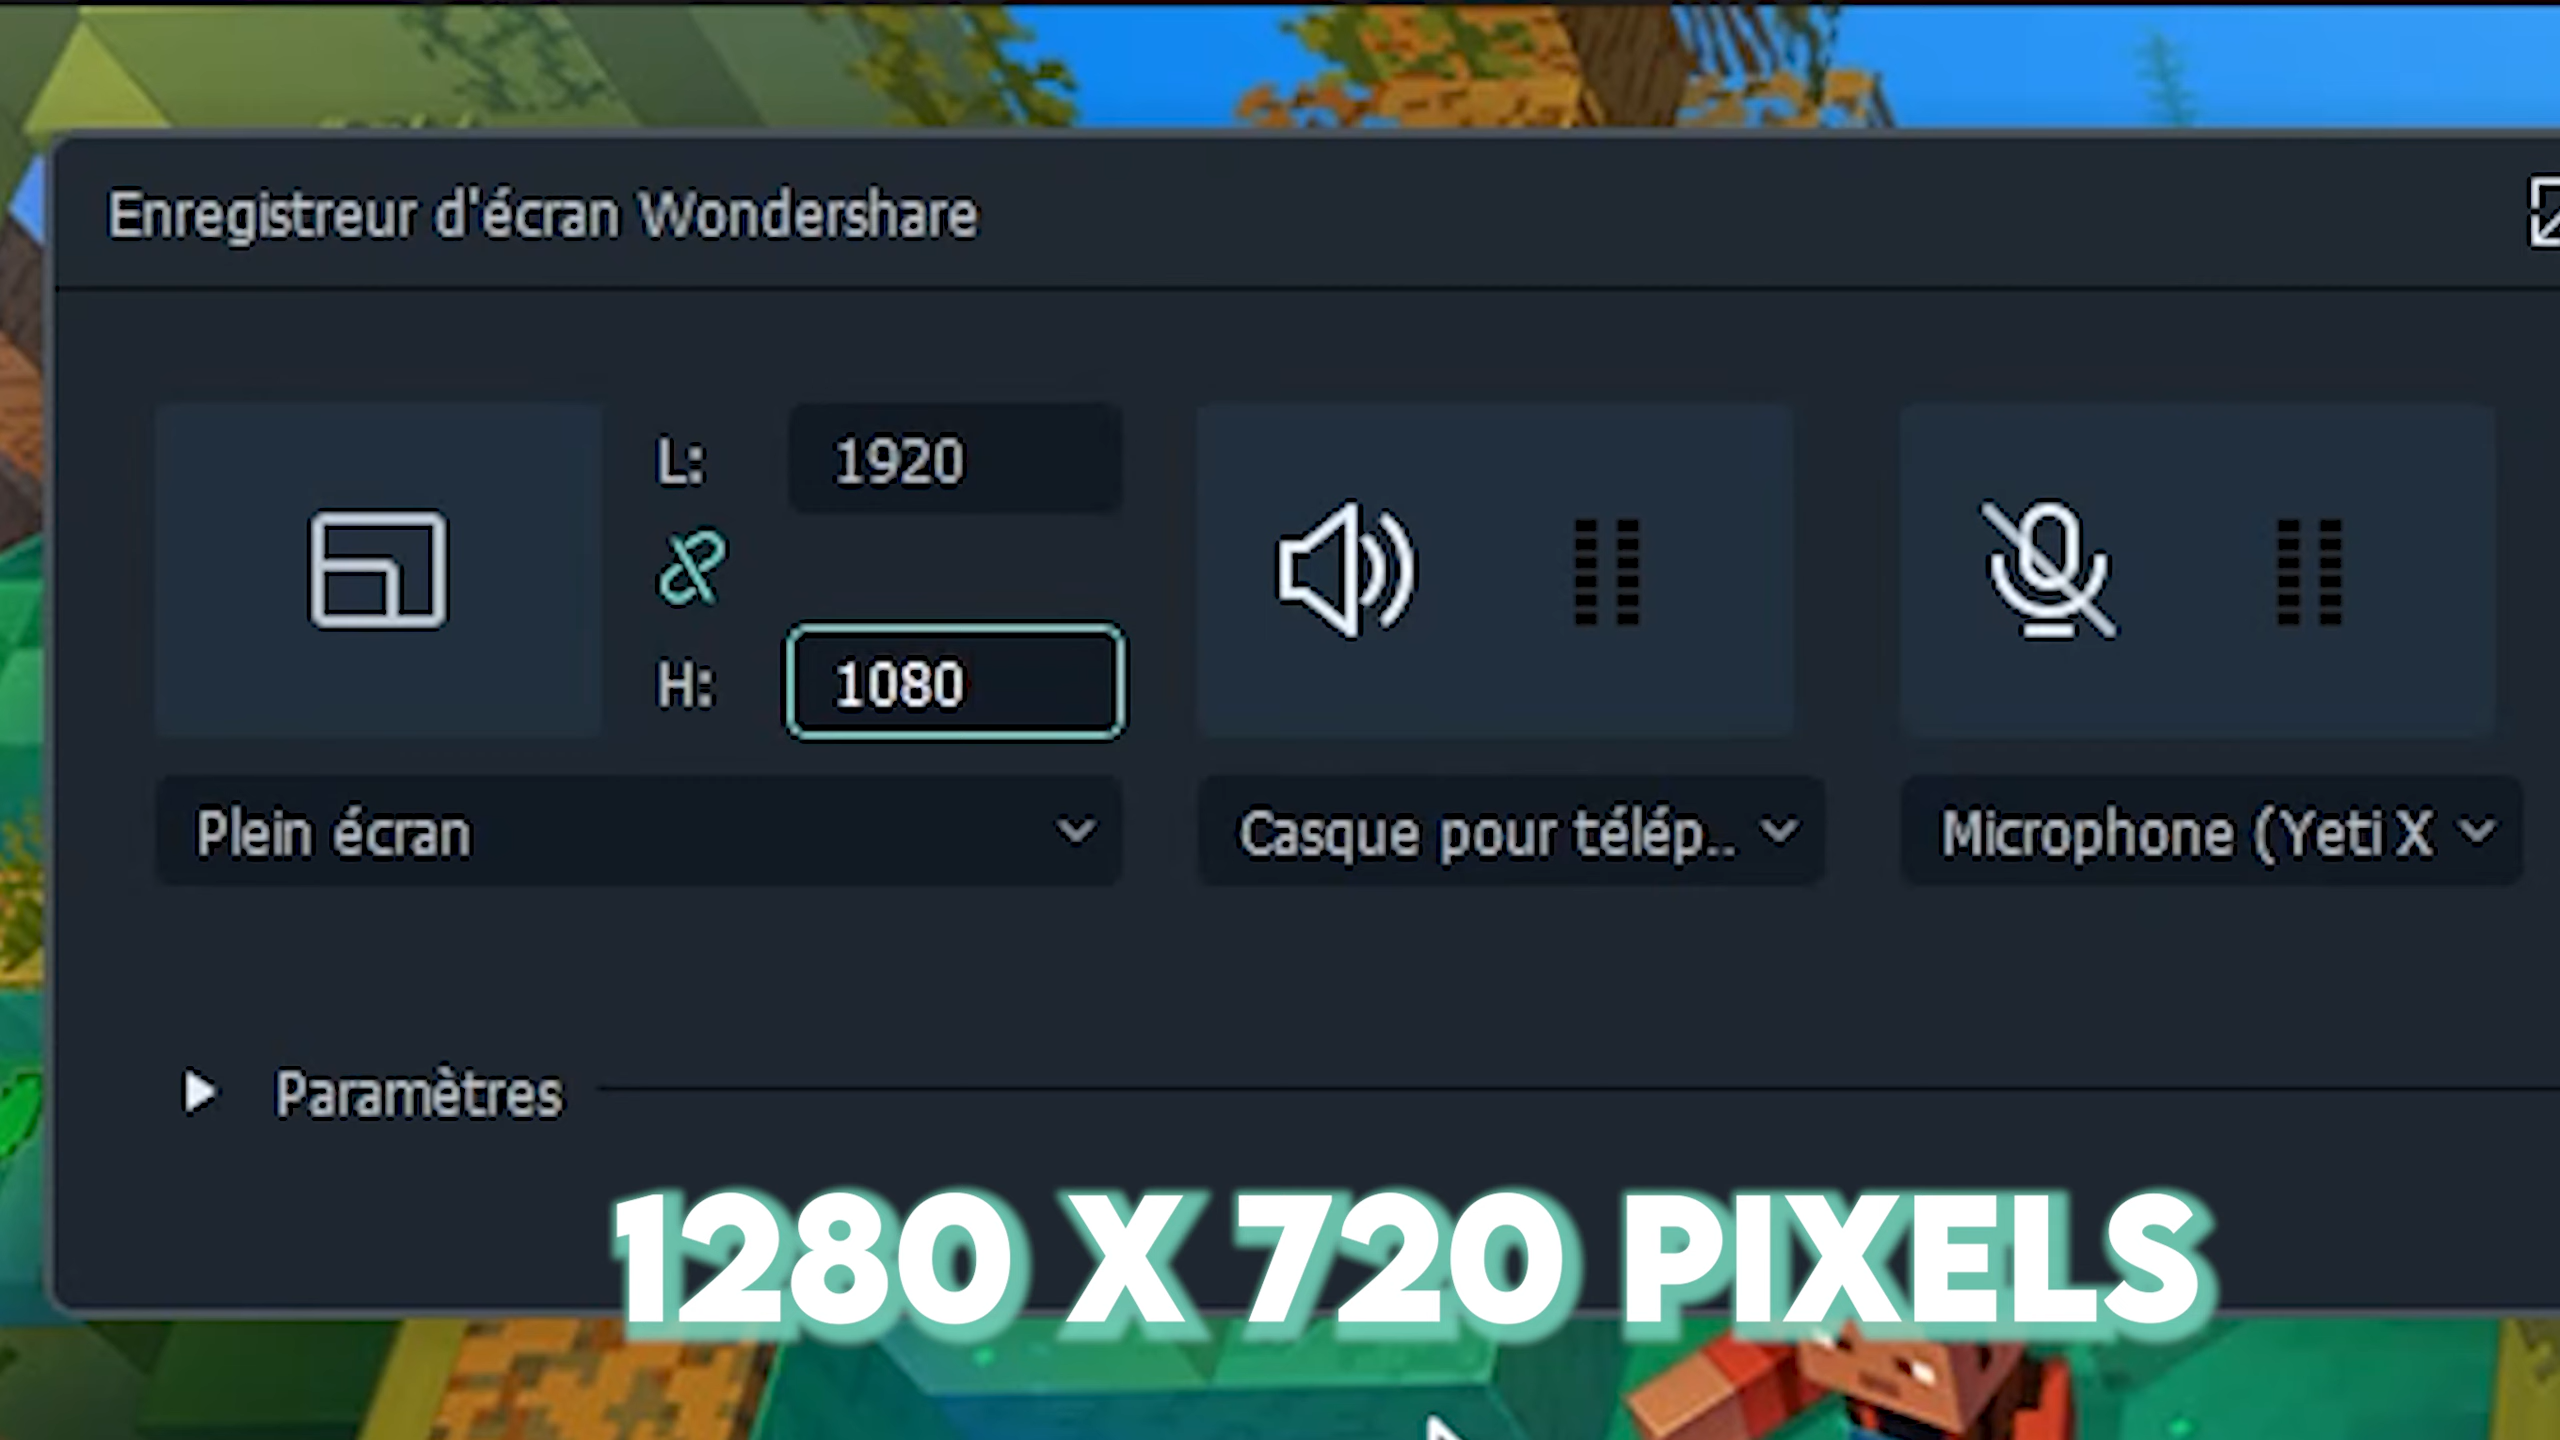 Enregistreur d'écran Wondershare
L: 1920
H: 1080
Plein écran
Casque pour télép..
Microphone (Yeti X
Paramètres
1280 X 720 PIXELS